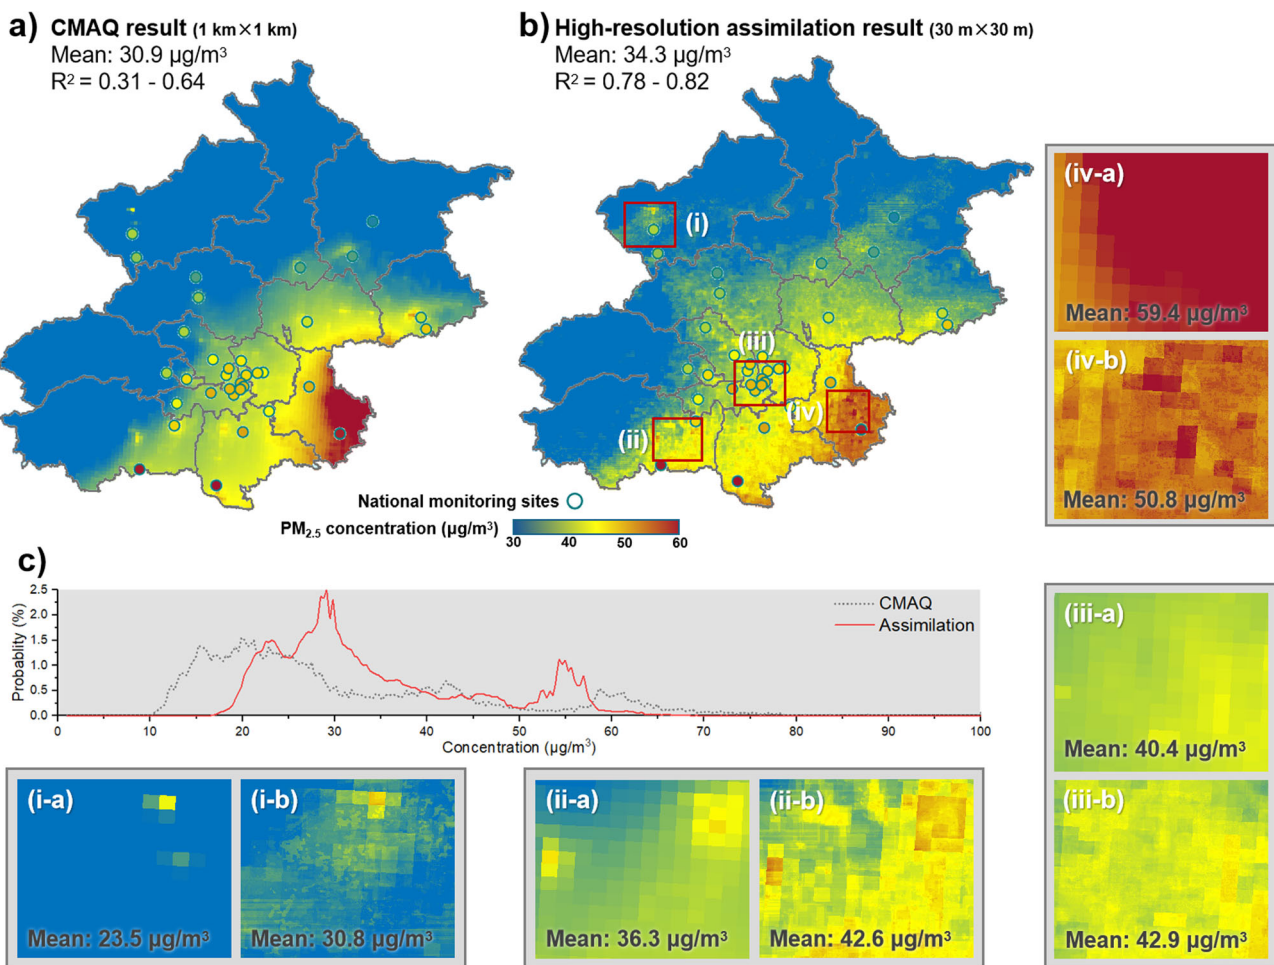 a) CMAQ result (1 km×1 km)
Mean: 30.9 µg/m³
R² = 0.31 - 0.64
b) High-resolution assimilation result (30 m×30 m)
Mean: 34.3 µg/m³
R² = 0.78 - 0.82
(i)
(ii)
(iii)
(iv)
(iv-a)
Mean: 59.4 µg/m³
(iv-b)
Mean: 50.8 µg/m³
National monitoring sites
PM₂.₅ concentration (µg/m³)
30 40 50 60
c)
Probablity (%)
2.5
2.0
1.5
1.0
0.5
0.0
CMAQ
Assimilation
0 10 20 30 40 50 60 70 80 90 100
Concentration (µg/m³)
(iii-a)
Mean: 40.4 µg/m³
(iii-b)
Mean: 42.9 µg/m³
(i-a)
Mean: 23.5 µg/m³
(i-b)
Mean: 30.8 µg/m³
(ii-a)
Mean: 36.3 µg/m³
(ii-b)
Mean: 42.6 µg/m³